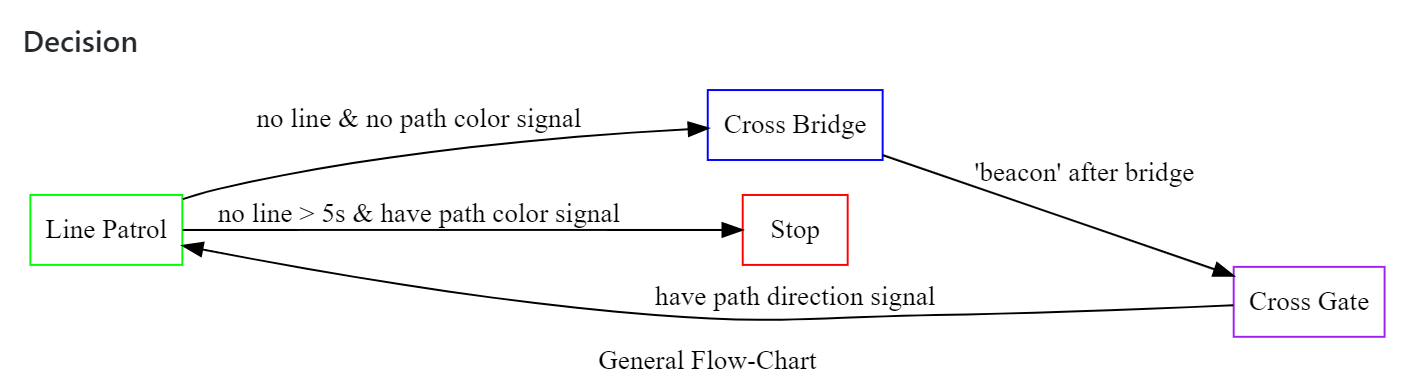 Decision
no line & no path color signal
Cross Bridge
'beacon' after bridge
Line Patrol
no line > 5s & have path color signal
Stop
have path direction signal
Cross Gate
General Flow-Chart